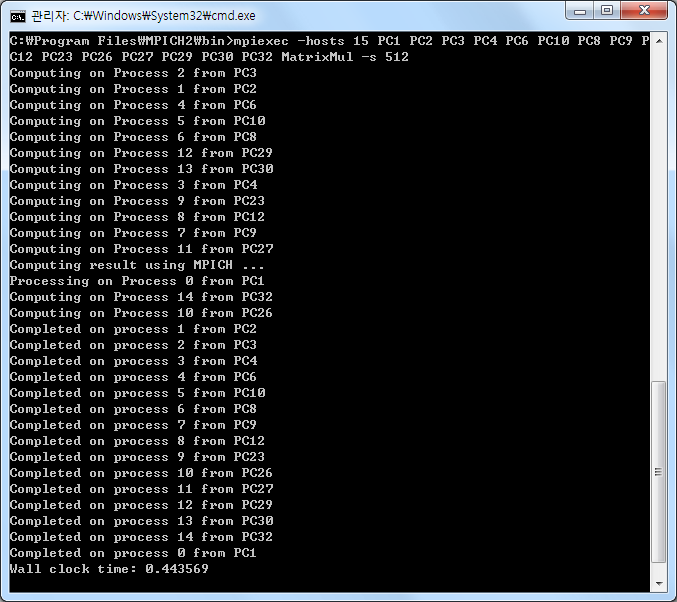 관리자: C:₩Windows₩System32₩cmd.exe
C:₩Program Files₩MPICH2₩bin>mpiexec -hosts 15 PC1 PC2 PC3 PC4 PC6 PC10 PC8 PC9 P
C12 PC23 PC26 PC27 PC29 PC30 PC32 MatrixMul -s 512
Computing on Process 2 from PC3
Computing on Process 1 from PC2
Computing on Process 4 from PC6
Computing on Process 5 from PC10
Computing on Process 6 from PC8
Computing on Process 12 from PC29
Computing on Process 13 from PC30
Computing on Process 3 from PC4
Computing on Process 9 from PC23
Computing on Process 8 from PC12
Computing on Process 7 from PC9
Computing on Process 11 from PC27
Computing result using MPICH ...
Processing on Process 0 from PC1
Computing on Process 14 from PC32
Computing on Process 10 from PC26
Completed on process 1 from PC2
Completed on process 2 from PC3
Completed on process 3 from PC4
Completed on process 4 from PC6
Completed on process 5 from PC10
Completed on process 6 from PC8
Completed on process 7 from PC9
Completed on process 8 from PC12
Completed on process 9 from PC23
Completed on process 10 from PC26
Completed on process 11 from PC27
Completed on process 12 from PC29
Completed on process 13 from PC30
Completed on process 14 from PC32
Completed on process 0 from PC1
Wall clock time: 0.443569